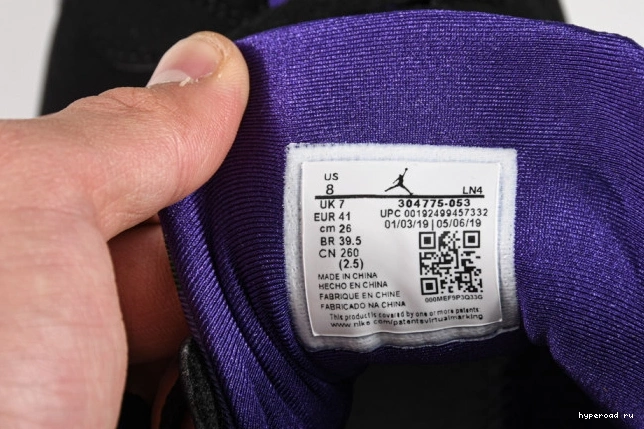 US
8
LN4
UK 7
304775-053
EUR 41
UPC 00192499457332
cm 26
01/03/19 | 05/06/19
BR 39.5
CN 260
(2.5)
MADE IN CHINA
HECHO EN CHINA
FABRIQUE EN CHINE
FABRICADO NA CHINA
000MEF9P3Q33G
This product is covered by one or more patents
www.nike.com/patentsvirtualmarking
hyperoad ru